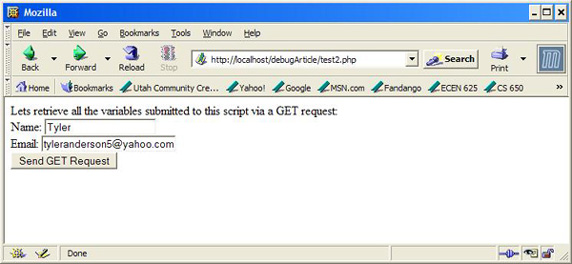 Mozilla
File Edit View Go Bookmarks Tools Window Help
Back Forward Reload Stop http://localhost/debugArticle/test2.php Search Print
Home Bookmarks Utah Community Cre... Yahoo! Google MSN.com Fandango ECEN 625 CS 650
Lets retrieve all the variables submitted to this script via a GET request:
Name: Tyler
Email: tyleranderson5@yahoo.com
Send GET Request
Done